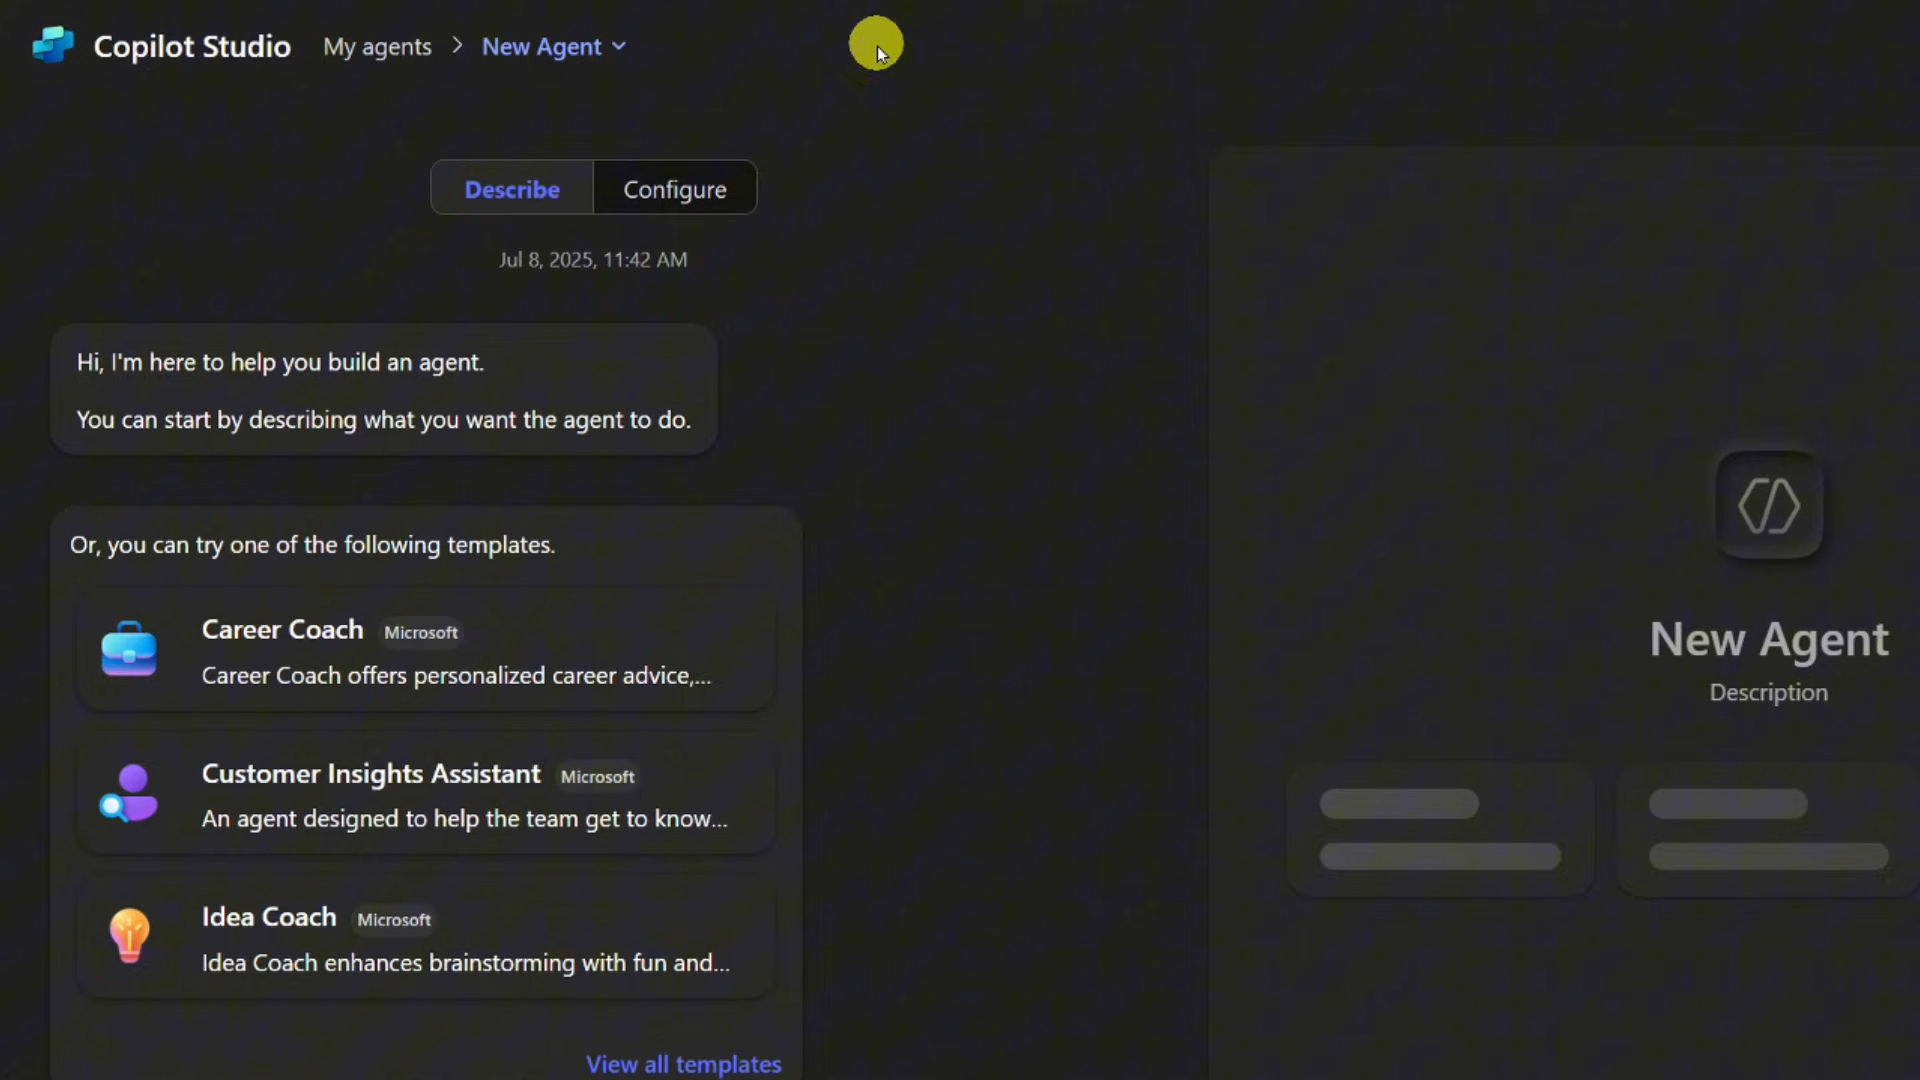 Copilot Studio My agents > New Agent
Describe Configure
Jul 8, 2025, 11:42 AM
Hi, I'm here to help you build an agent.
You can start by describing what you want the agent to do.
Or, you can try one of the following templates.
Career Coach Microsoft
Career Coach offers personalized career advice,...
Customer Insights Assistant Microsoft
An agent designed to help the team get to know...
Idea Coach Microsoft
Idea Coach enhances brainstorming with fun and...
View all templates
New Agent
Description